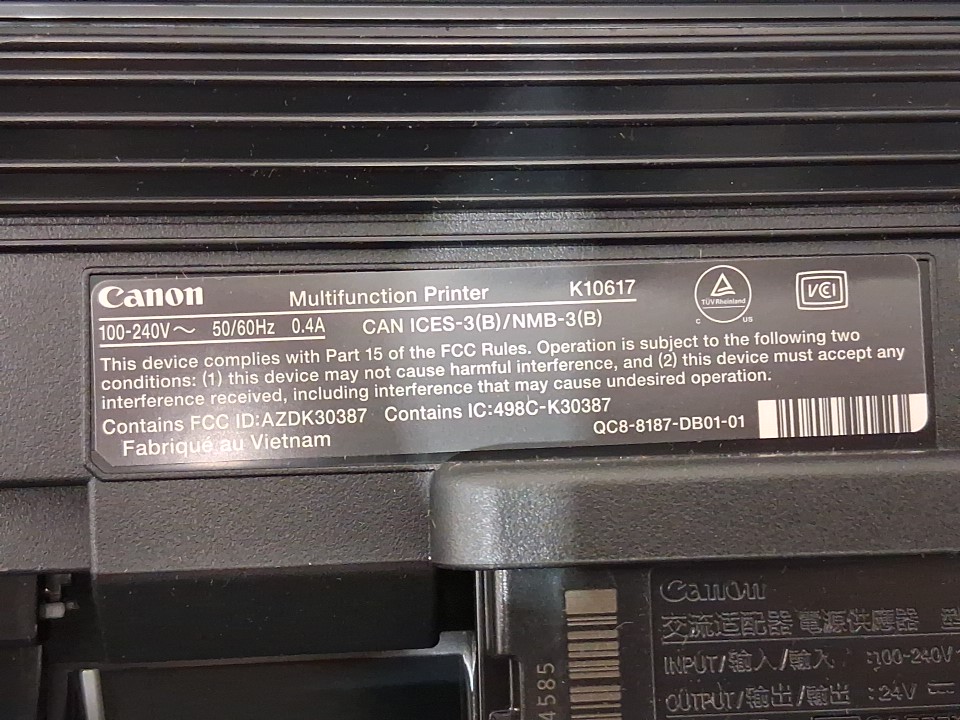 Canon Multifunction Printer K10617
100-240V～ 50/60Hz 0.4A CAN ICES-3(B)/NMB-3(B)
TÜVRheinland
C US
VCI
This device complies with Part 15 of the FCC Rules. Operation is subject to the following two
conditions: (1) this device may not cause harmful interference, and (2) this device must accept any
interference received, including interference that may cause undesired operation.
Contains FCC ID:AZDK30387 Contains IC:498C-K30387
Fabriqué au Vietnam
QC8-8187-DB01-01
4585
Canon
交流适配器 電源供應器
INPUT/输入/輸入 :100-240V~
OUTPUT/输出/輸出 :24V ⎓